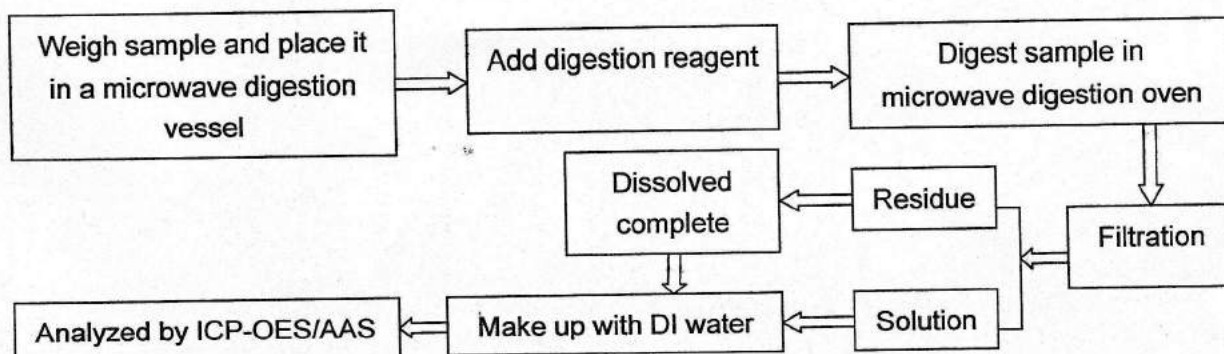 Weigh sample and place it
in a microwave digestion
vessel
Add digestion reagent
Digest sample in
microwave digestion oven
Filtration
Residue
Dissolved
complete
Solution
Make up with DI water
Analyzed by ICP-OES/AAS